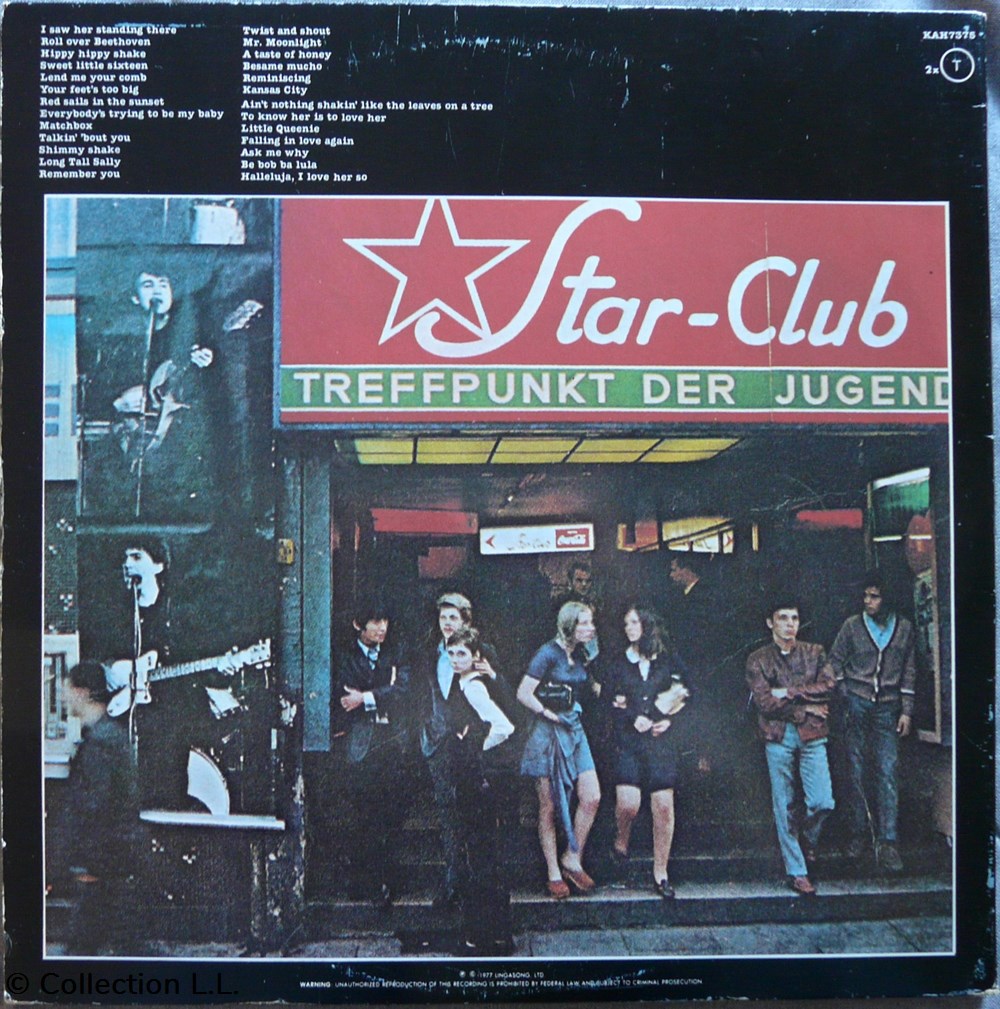 I saw her standing there
Roll over Beethoven
Hippy hippy shake
Sweet little sixteen
Lend me your comb
Your feet's too big
Red sails in the sunset
Everybody's trying to be my baby
Matchbox
Talkin' 'bout you
Shimmy shake
Long Tall Sally
Remember you
Twist and shout
Mr. Moonlight
A taste of honey
Besame mucho
Reminiscing
Kansas City
Ain't nothing shakin' like the leaves on a tree
To know her is to love her
Little Queenie
Falling in love again
Ask me why
Be bob ba lula
Halleluja, I love her so
KAH7375
2x T
Star-Club
TREFFPUNKT DER JUGEND
Coca-Cola
℗ © 1977 LINGASONG, LTD.
WARNING: UNAUTHORIZED REPRODUCTION OF THIS RECORDING IS PROHIBITED BY FEDERAL LAW AND SUBJECT TO CRIMINAL PROSECUTION
© Collection L.L.